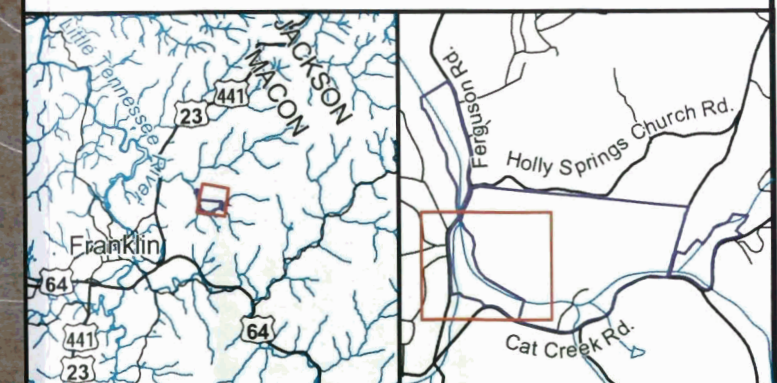 Little Tennessee River
JACKSON
MACON
441
23
Franklin
64
64
441
23
Ferguson Rd.
Holly Springs Church Rd.
Cat Creek Rd.